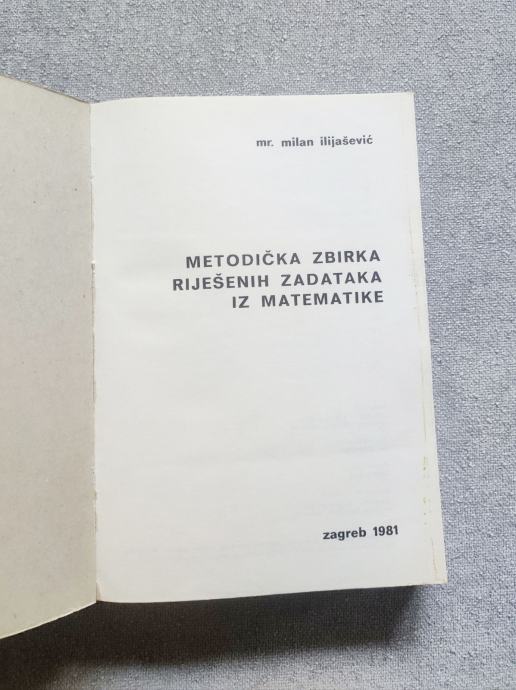 mr. milan ilijašević
METODIČKA ZBIRKA
RIJEŠENIH ZADATAKA
IZ MATEMATIKE
zagreb 1981